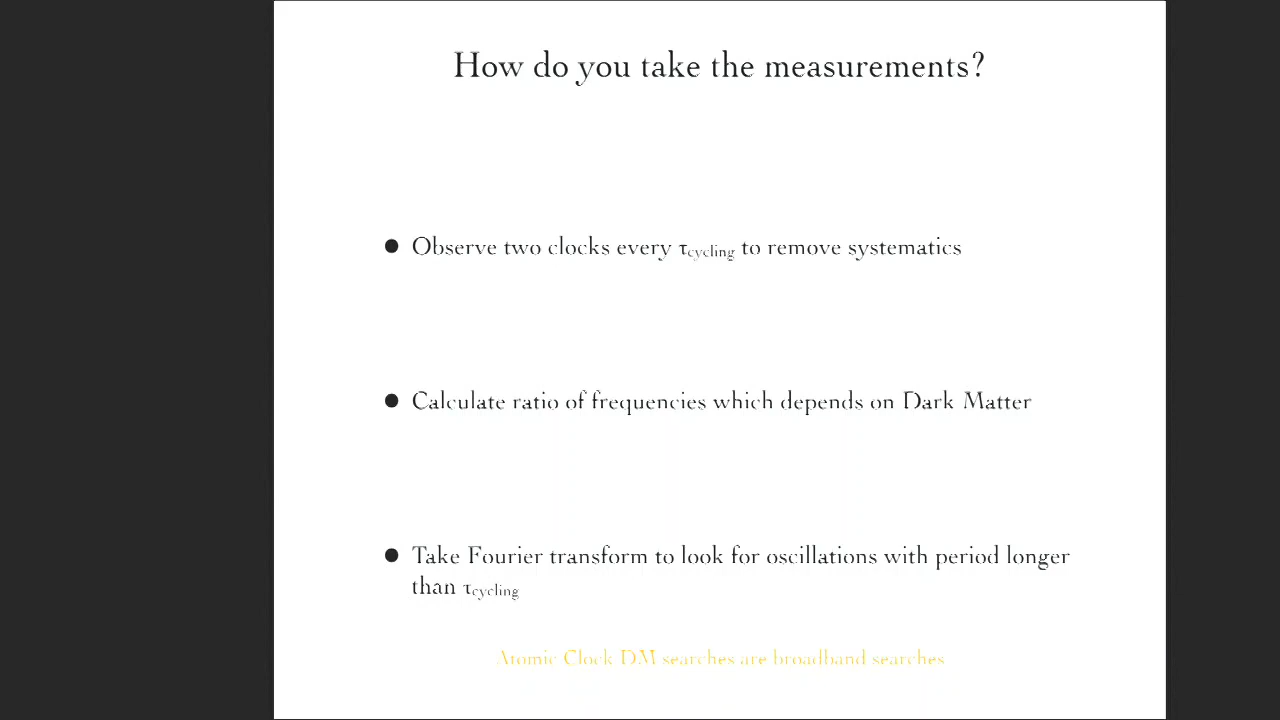 How do you take the measurements?
● Observe two clocks every τcycling to remove systematics
● Calculate ratio of frequencies which depends on Dark Matter
● Take Fourier transform to look for oscillations with period longer
than τcycling
Atomic Clock DM searches are broadband searches